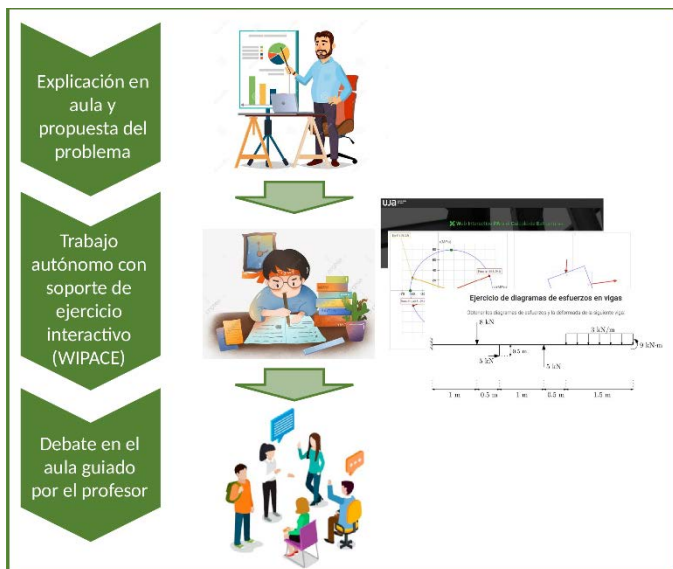 Explicación en
aula y
propuesta del
problema
Trabajo
autónomo con
soporte de
ejercicio
interactivo
(WIPACE)
Debate en el
aula guiado
por el profesor
uja
Ejercicio de diagramas de esfuerzos en vigas
Obtener los diagramas de esfuerzos y la deformada de la siguiente viga:
8 kN
3 kN/m
9 kN·m
0.5 m
5 kN
5 kN
1 m
0.5 m
1 m
0.5 m
1.5 m